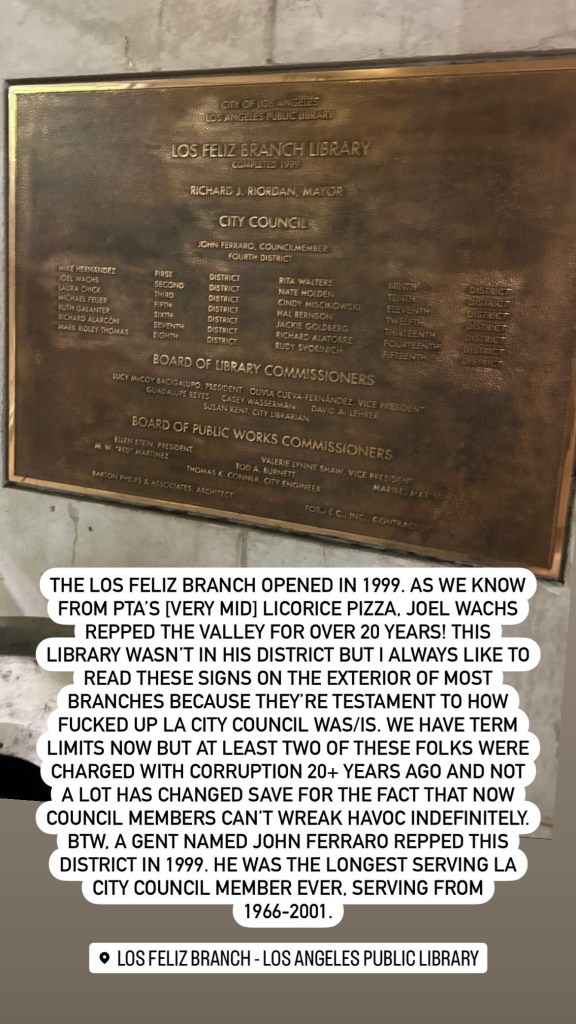 CITY OF LOS ANGELES
LOS ANGELES PUBLIC LIBRARY
LOS FELIZ BRANCH LIBRARY
COMPLETED 1999
RICHARD J. RIORDAN, MAYOR
CITY COUNCIL
JOHN FERRARO, COUNCILMEMBER
FOURTH DISTRICT
MIKE HERNANDEZ FIRST DISTRICT
JOEL WACHS SECOND DISTRICT
LAURA CHICK THIRD DISTRICT
MICHAEL FEUER FIFTH DISTRICT
RUTH GALANTER SIXTH DISTRICT
RICHARD ALARCÓN SEVENTH DISTRICT
MARK RIDLEY-THOMAS EIGHTH DISTRICT
RITA WALTERS NINTH DISTRICT
NATE HOLDEN TENTH DISTRICT
CINDY MISCIKOWSKI ELEVENTH DISTRICT
HAL BERNSON TWELFTH DISTRICT
JACKIE GOLDBERG THIRTEENTH DISTRICT
RICHARD ALATORRE FOURTEENTH DISTRICT
RUDY SVORINICH FIFTEENTH DISTRICT
BOARD OF LIBRARY COMMISSIONERS
LUCY McCOY BACIGALUPO, PRESIDENT OLIVIA CUEVA-FERNÁNDEZ, VICE PRESIDENT
GUADALUPE REYES CASEY WASSERMAN DAVID A. LEHRER
SUSAN KENT, CITY LIBRARIAN
BOARD OF PUBLIC WORKS COMMISSIONERS
ELLEN STEIN, PRESIDENT VALERIE LYNNE SHAW, VICE PRESIDENT
M. W. "RED" MARTINEZ TOD A. BURNETT MARIBEL
THOMAS K. CONNER, CITY ENGINEER
BARTON PHELPS & ASSOCIATES, ARCHITECT
FORD E.C., INC., CONTRACTOR
THE LOS FELIZ BRANCH OPENED IN 1999. AS WE KNOW
FROM PTA'S [VERY MID] LICORICE PIZZA, JOEL WACHS
REPPED THE VALLEY FOR OVER 20 YEARS! THIS
LIBRARY WASN'T IN HIS DISTRICT BUT I ALWAYS LIKE TO
READ THESE SIGNS ON THE EXTERIOR OF MOST
BRANCHES BECAUSE THEY'RE TESTAMENT TO HOW
FUCKED UP LA CITY COUNCIL WAS/IS. WE HAVE TERM
LIMITS NOW BUT AT LEAST TWO OF THESE FOLKS WERE
CHARGED WITH CORRUPTION 20+ YEARS AGO AND NOT
A LOT HAS CHANGED SAVE FOR THE FACT THAT NOW
COUNCIL MEMBERS CAN'T WREAK HAVOC INDEFINITELY.
BTW, A GENT NAMED JOHN FERRARO REPPED THIS
DISTRICT IN 1999. HE WAS THE LONGEST SERVING LA
CITY COUNCIL MEMBER EVER, SERVING FROM
1966-2001.
LOS FELIZ BRANCH - LOS ANGELES PUBLIC LIBRARY